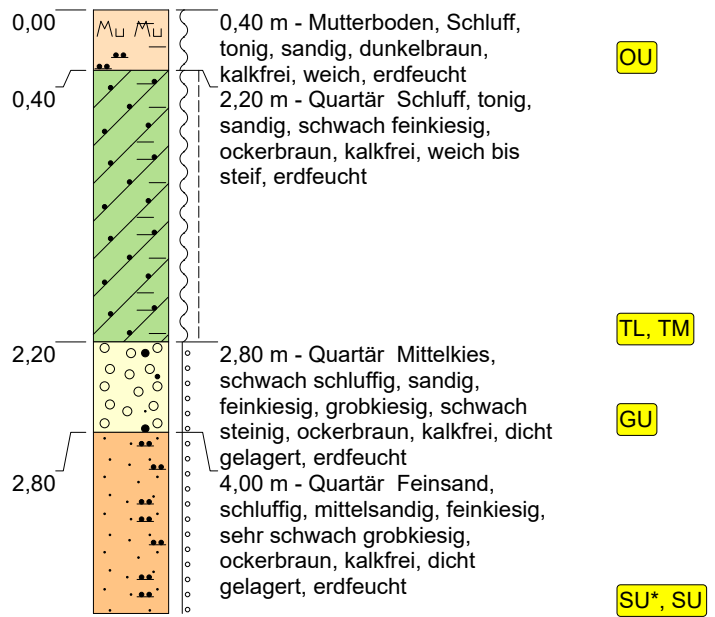 0,00
0,40 m - Mutterboden, Schluff,
tonig, sandig, dunkelbraun,
kalkfrei, weich, erdfeucht
OU
0,40
2,20 m - Quartär Schluff, tonig,
sandig, schwach feinkiesig,
ockerbraun, kalkfrei, weich bis
steif, erdfeucht
TL, TM
2,20
2,80 m - Quartär Mittelkies,
schwach schluffig, sandig,
feinkiesig, grobkiesig, schwach
steinig, ockerbraun, kalkfrei, dicht
gelagert, erdfeucht
GU
2,80
4,00 m - Quartär Feinsand,
schluffig, mittelsandig, feinkiesig,
sehr schwach grobkiesig,
ockerbraun, kalkfrei, dicht
gelagert, erdfeucht
SU*, SU